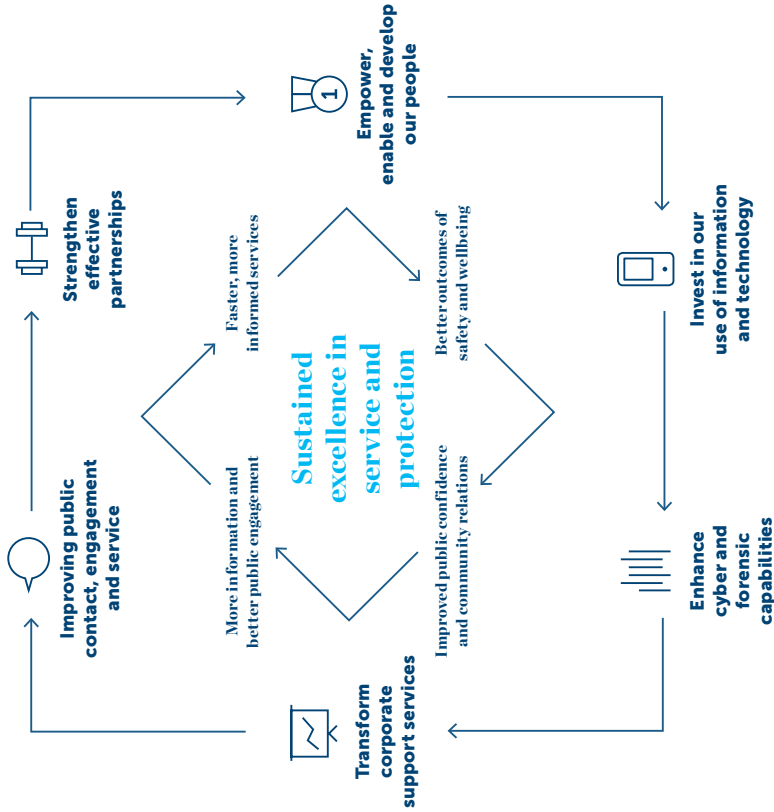 Improving public
contact, engagement
and service
Strengthen
effective
partnerships
Transform
corporate
support services
More information and
better public engagement
Faster, more
informed services
Sustained
excellence in
service and
protection
Improved public confidence
and community relations
Better outcomes of
safety and wellbeing
1
Empower,
enable and develop
our people
Enhance
cyber and
forensic
capabilities
Invest in our
use of information
and technology